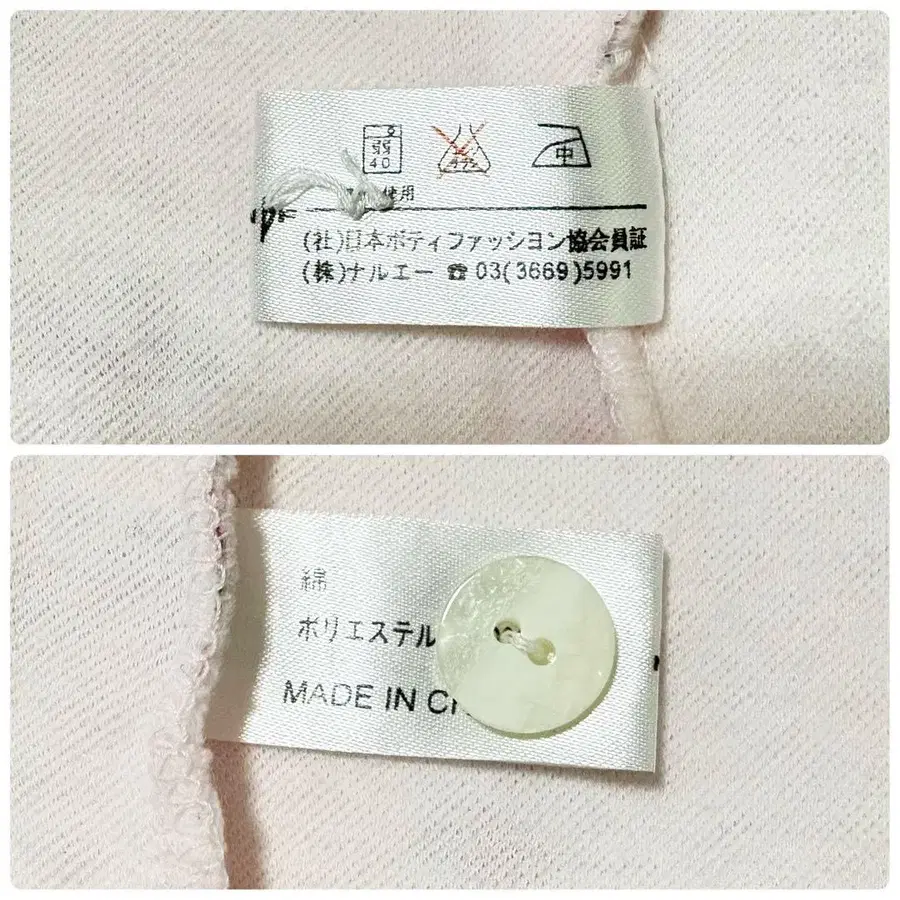 弱
40
中
使用
(社)日本ボディファッション協会員証
(株)ナルエー ☎ 03(3669)5991
綿
ポリエステル
MADE IN